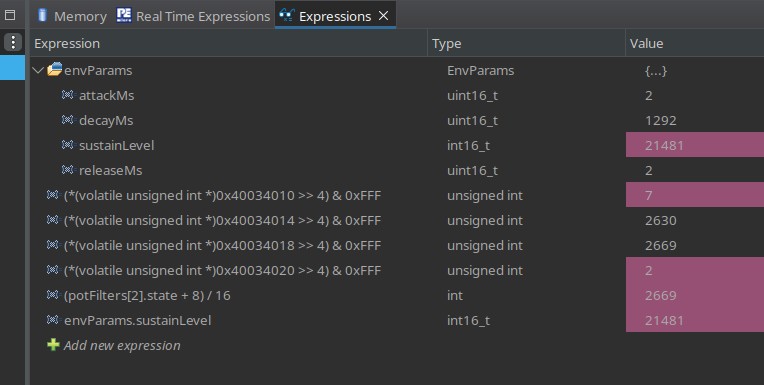 Memory Real Time Expressions Expressions
Expression Type Value
envParams EnvParams {...}
attackMs uint16_t 2
decayMs uint16_t 1292
sustainLevel int16_t 21481
releaseMs uint16_t 2
(*(volatile unsigned int *)0x40034010 >> 4) & 0xFFF unsigned int 7
(*(volatile unsigned int *)0x40034014 >> 4) & 0xFFF unsigned int 2630
(*(volatile unsigned int *)0x40034018 >> 4) & 0xFFF unsigned int 2669
(*(volatile unsigned int *)0x40034020 >> 4) & 0xFFF unsigned int 2
(potFilters[2].state + 8) / 16 int 2669
envParams.sustainLevel int16_t 21481
Add new expression